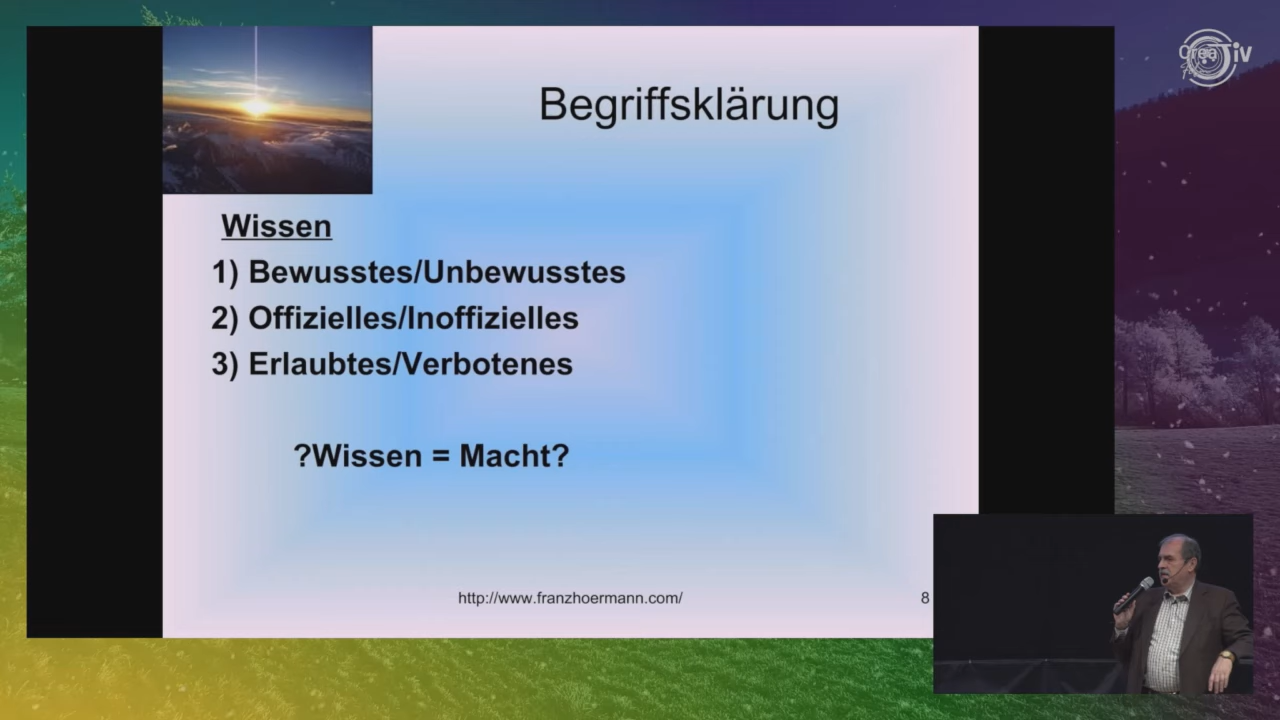 Begriffsklärung
Wissen
1) Bewusstes/Unbewusstes
2) Offizielles/Inoffizielles
3) Erlaubtes/Verbotenes
?Wissen = Macht?
http://www.franzhoermann.com/
8